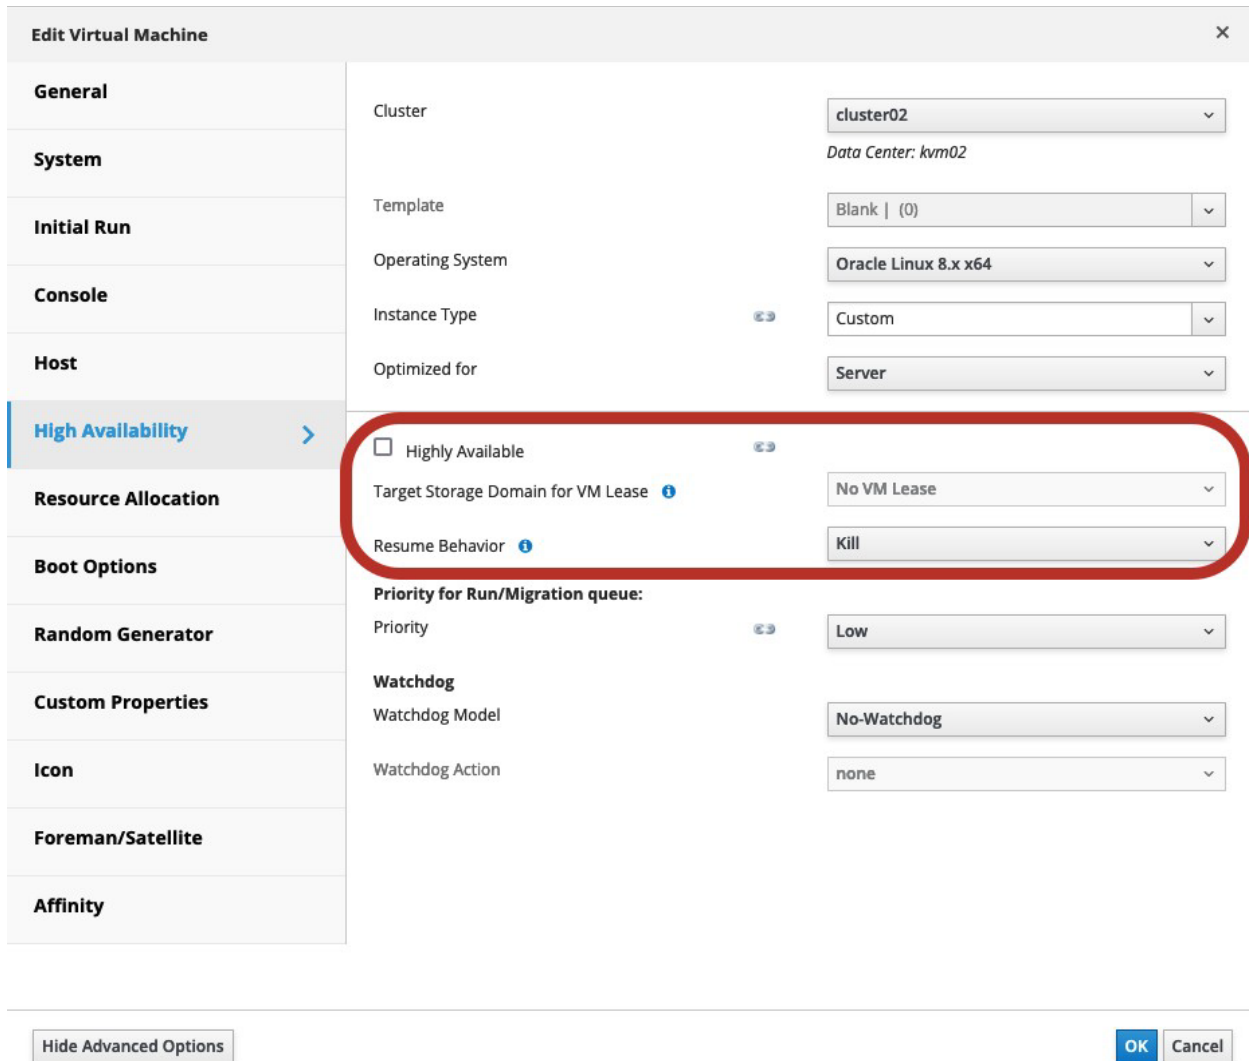 Edit Virtual Machine
General
System
Initial Run
Console
Host
High Availability
Resource Allocation
Boot Options
Random Generator
Custom Properties
Icon
Foreman/Satellite
Affinity
Cluster
cluster02
Data Center: kvm02
Template
Blank | (0)
Operating System
Oracle Linux 8.x x64
Instance Type
Custom
Optimized for
Server
Highly Available
Target Storage Domain for VM Lease
No VM Lease
Resume Behavior
Kill
Priority for Run/Migration queue:
Priority
Low
Watchdog
Watchdog Model
No-Watchdog
Watchdog Action
none
Hide Advanced Options
OK
Cancel